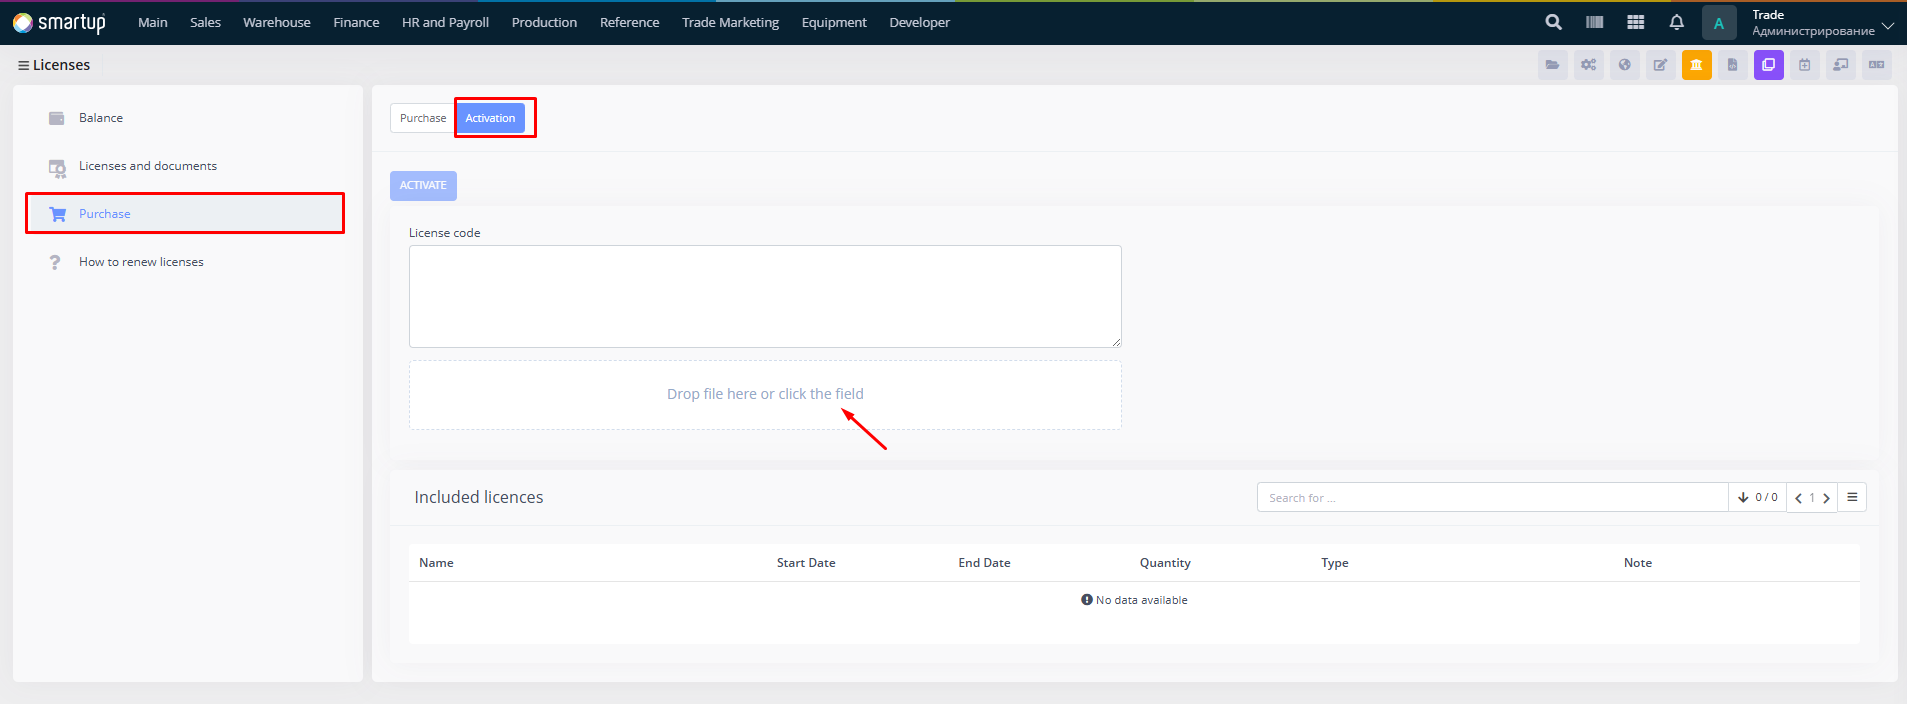 smartup Main Sales Warehouse Finance HR and Payroll Production Reference Trade Marketing Equipment Developer A Trade
Администрирование
Licenses
Balance
Licenses and documents
Purchase
How to renew licenses
Purchase Activation
ACTIVATE
License code
Drop file here or click the field
Included licences Search for ... 0 / 0 1
Name Start Date End Date Quantity Type Note
No data available